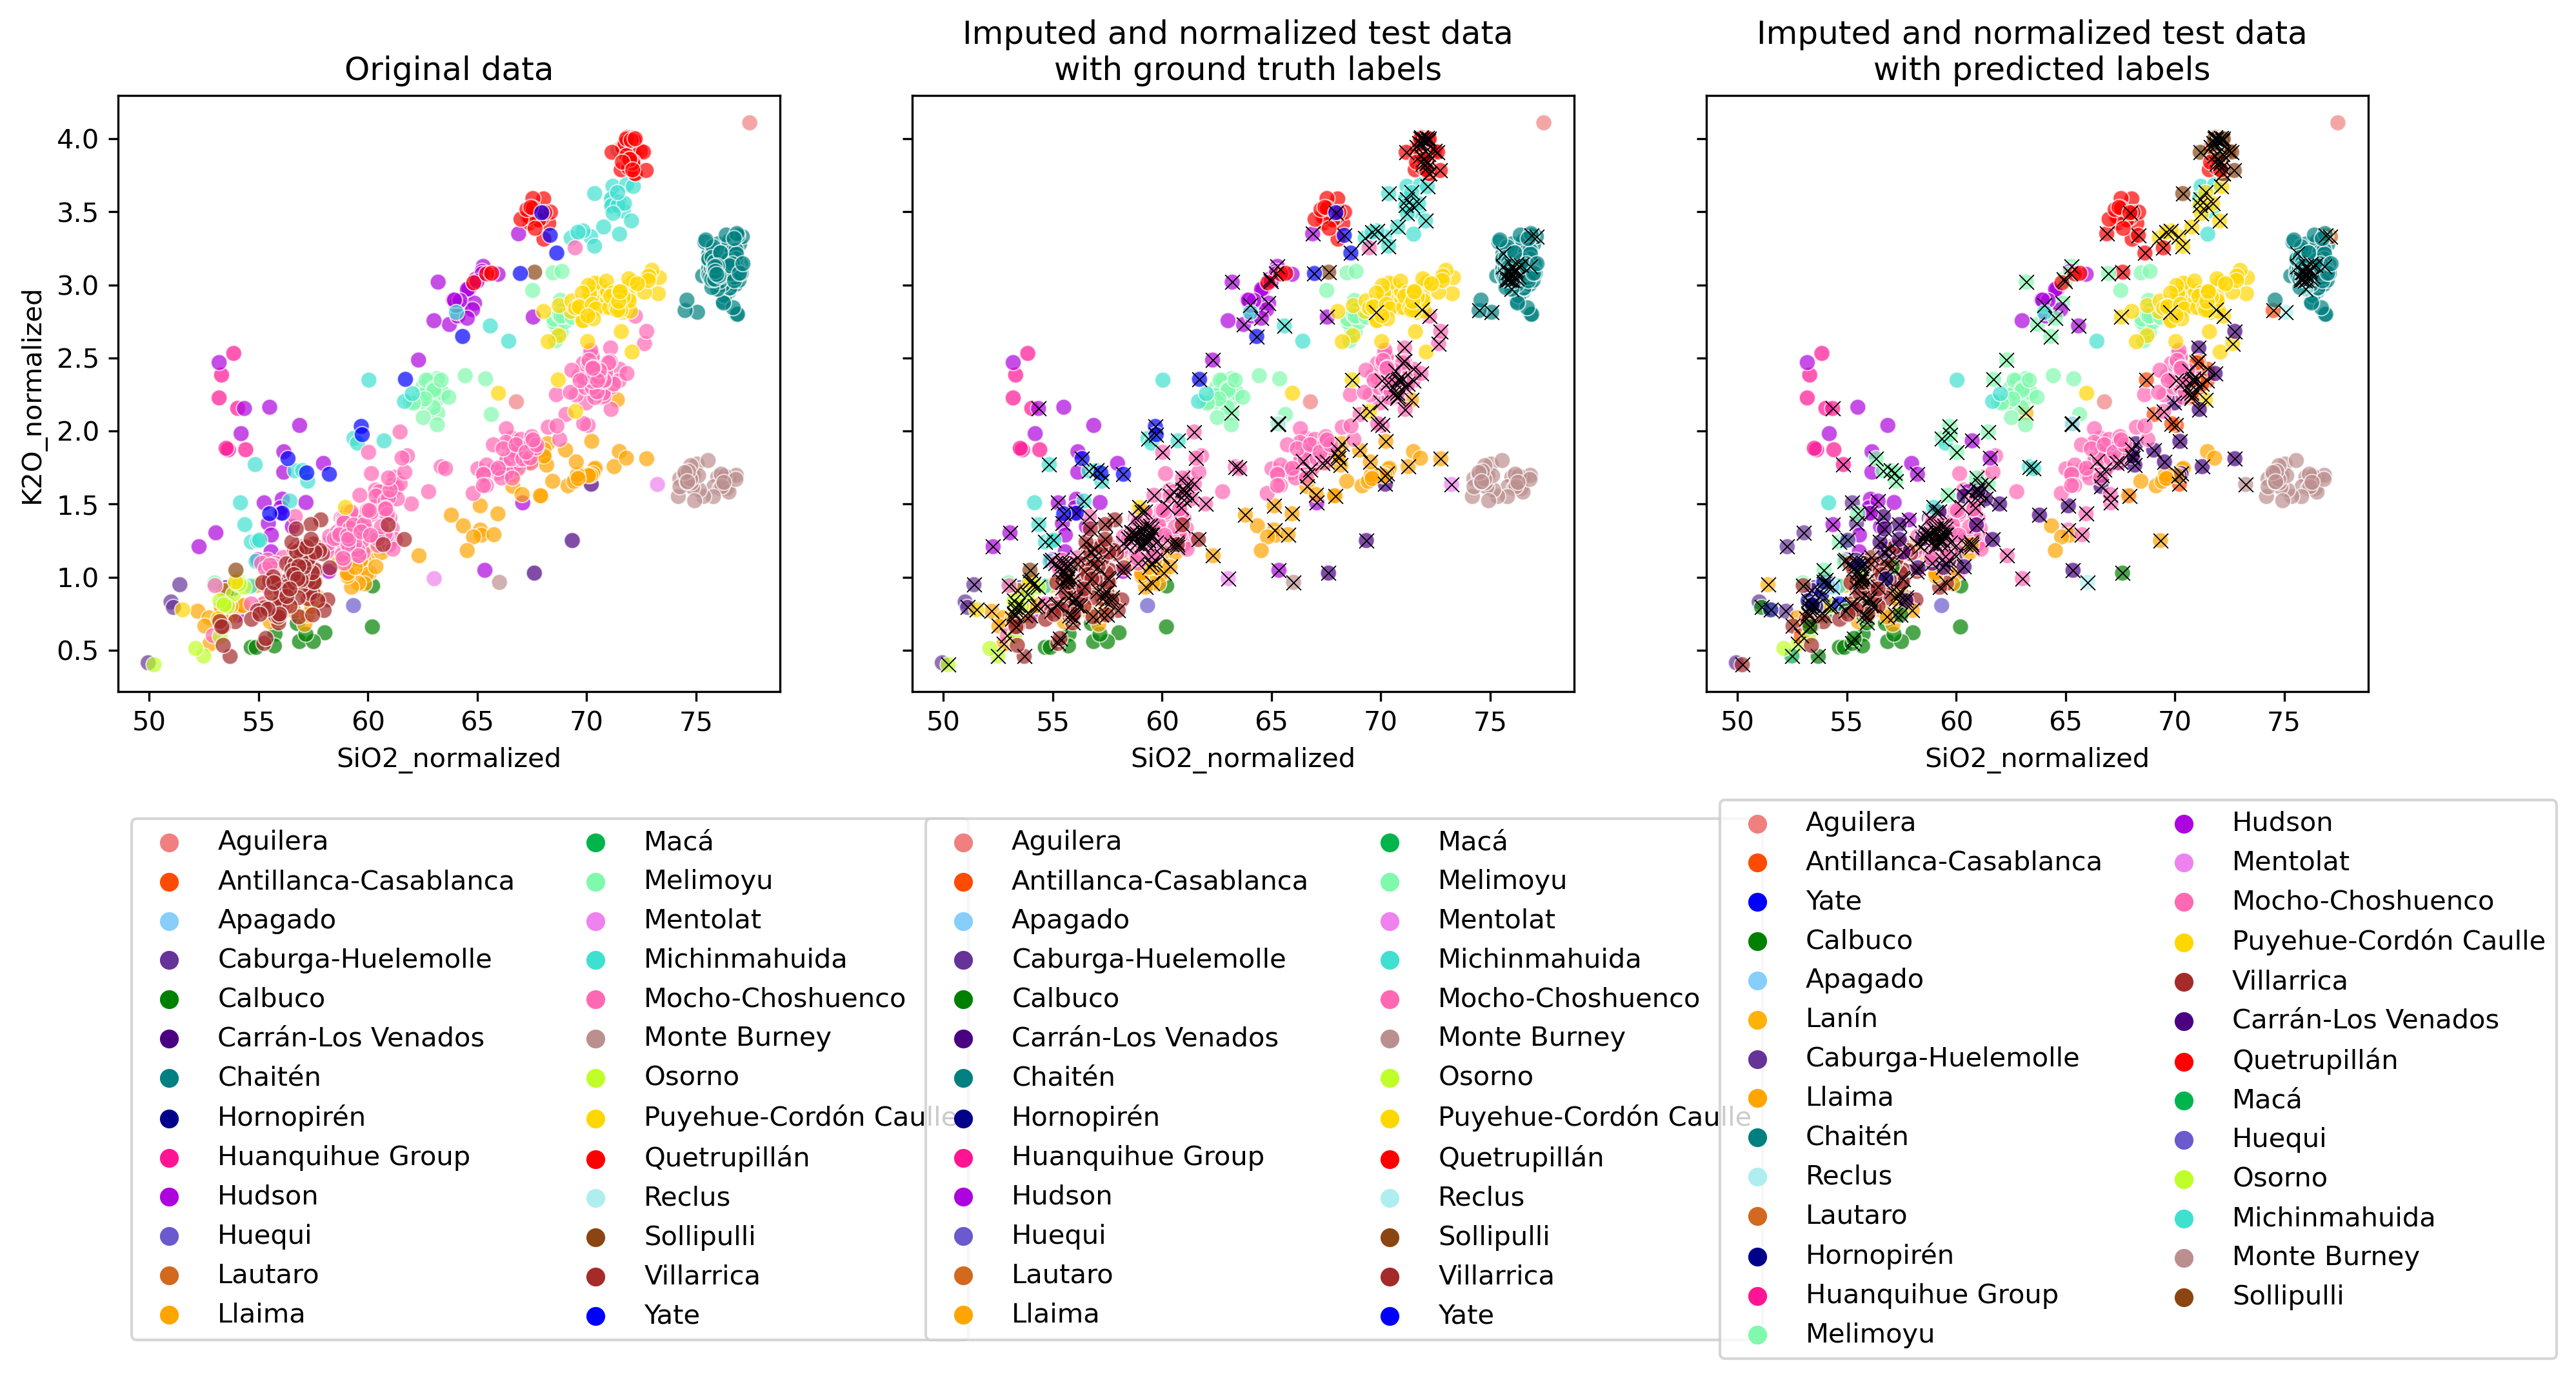 Original data
Imputed and normalized test data
with ground truth labels
Imputed and normalized test data
with predicted labels
K2O_normalized
4.0
3.5
3.0
2.5
2.0
1.5
1.0
0.5
50 55 60 65 70 75
SiO2_normalized
50 55 60 65 70 75
SiO2_normalized
50 55 60 65 70 75
SiO2_normalized
Aguilera
Antillanca-Casablanca
Apagado
Caburga-Huelemolle
Calbuco
Carrán-Los Venados
Chaitén
Hornopirén
Huanquihue Group
Hudson
Huequi
Lautaro
Llaima
Macá
Melimoyu
Mentolat
Michinmahuida
Mocho-Choshuenco
Monte Burney
Osorno
Puyehue-Cordón Caulle
Quetrupillán
Reclus
Sollipulli
Villarrica
Yate
Aguilera
Antillanca-Casablanca
Apagado
Caburga-Huelemolle
Calbuco
Carrán-Los Venados
Chaitén
Hornopirén
Huanquihue Group
Hudson
Huequi
Lautaro
Llaima
Macá
Melimoyu
Mentolat
Michinmahuida
Mocho-Choshuenco
Monte Burney
Osorno
Puyehue-Cordón Caulle
Quetrupillán
Reclus
Sollipulli
Villarrica
Yate
Aguilera
Antillanca-Casablanca
Yate
Calbuco
Apagado
Lanín
Caburga-Huelemolle
Llaima
Chaitén
Reclus
Lautaro
Hornopirén
Huanquihue Group
Melimoyu
Hudson
Mentolat
Mocho-Choshuenco
Puyehue-Cordón Caulle
Villarrica
Carrán-Los Venados
Quetrupillán
Macá
Huequi
Osorno
Michinmahuida
Monte Burney
Sollipulli